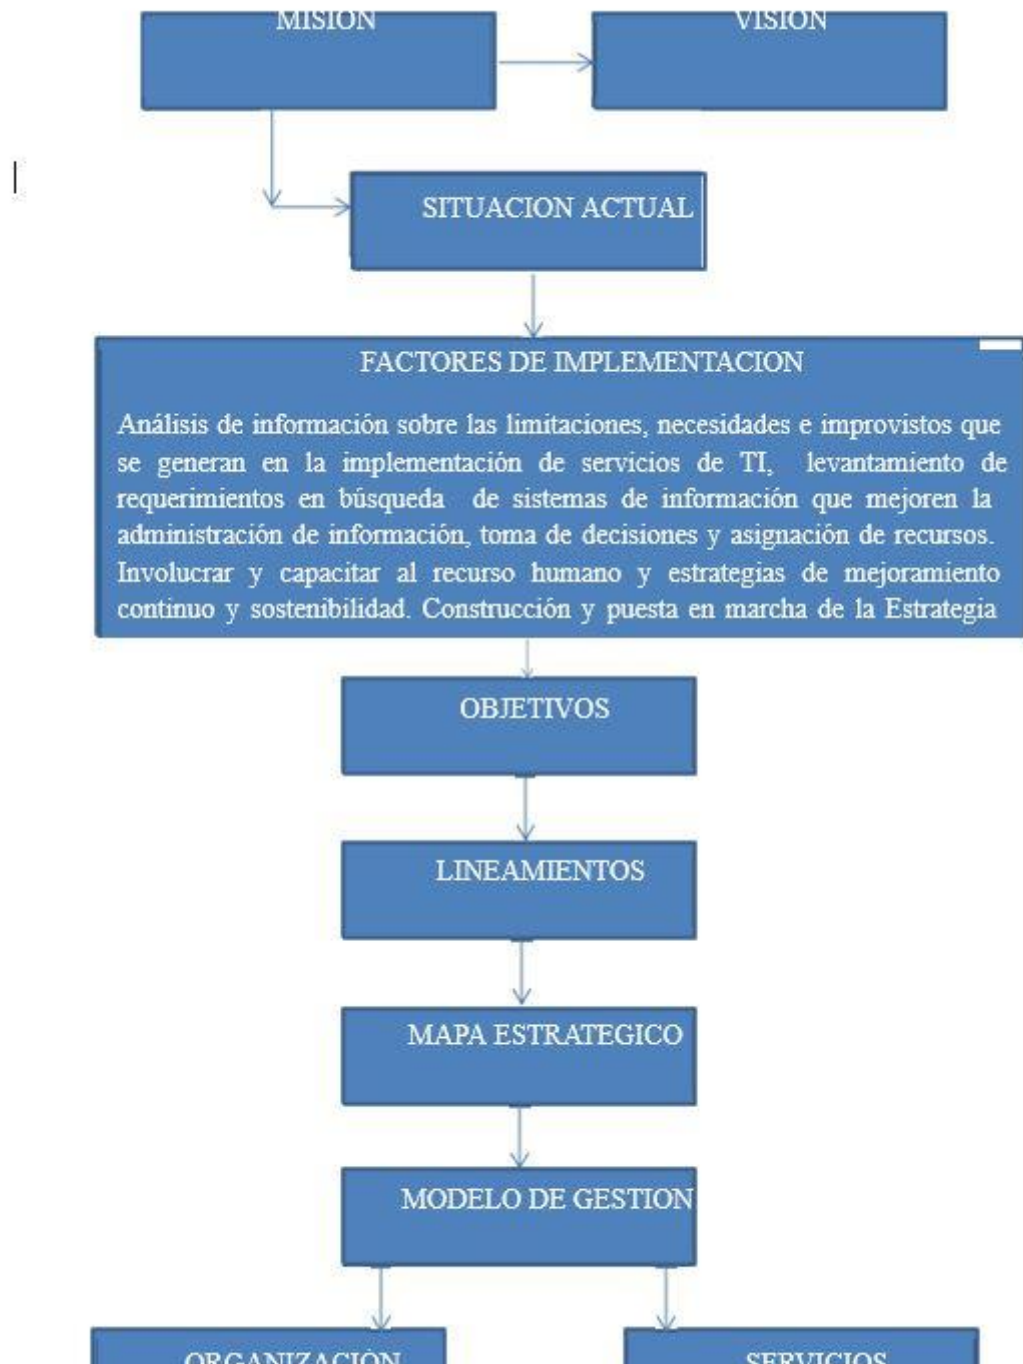 MISION
VISION
SITUACION ACTUAL
FACTORES DE IMPLEMENTACION
Análisis de información sobre las limitaciones, necesidades e improvistos que
se generan en la implementación de servicios de TI, levantamiento de
requerimientos en búsqueda de sistemas de información que mejoren la
administración de información, toma de decisiones y asignación de recursos.
Involucrar y capacitar al recurso humano y estrategias de mejoramiento
continuo y sostenibilidad. Construcción y puesta en marcha de la Estrategia
OBJETIVOS
LINEAMIENTOS
MAPA ESTRATEGICO
MODELO DE GESTION
ORGANIZACIÓN
SERVICIOS